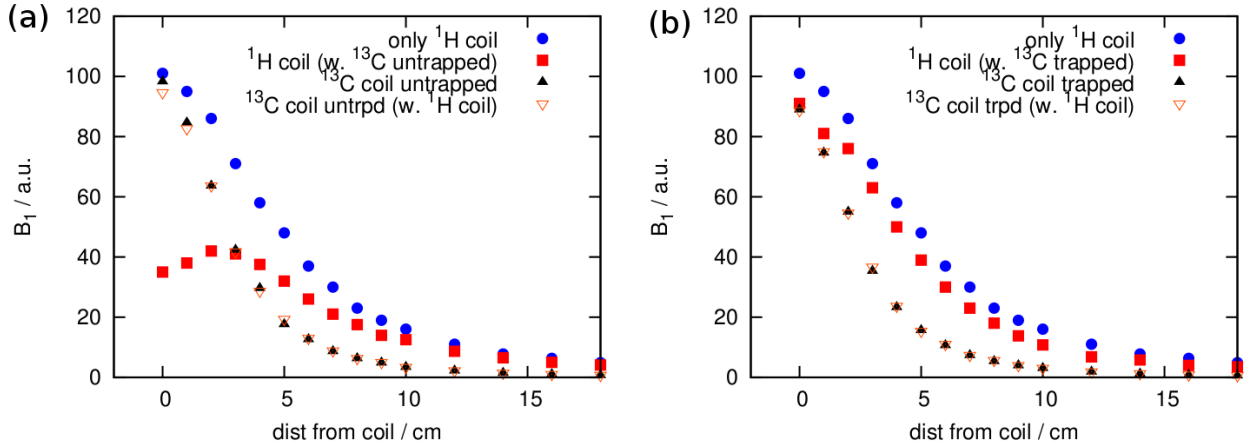 (a)
120
100
80
60
40
20
0
B₁ / a.u.
only ¹H coil
¹H coil (w. ¹³C untrapped)
¹³C coil untrapped
¹³C coil untrpd (w. ¹H coil)
0 5 10 15
dist from coil / cm
(b)
120
100
80
60
40
20
0
B₁ / a.u.
only ¹H coil
¹H coil (w. ¹³C trapped)
¹³C coil trapped
¹³C coil trpd (w. ¹H coil)
0 5 10 15
dist from coil / cm